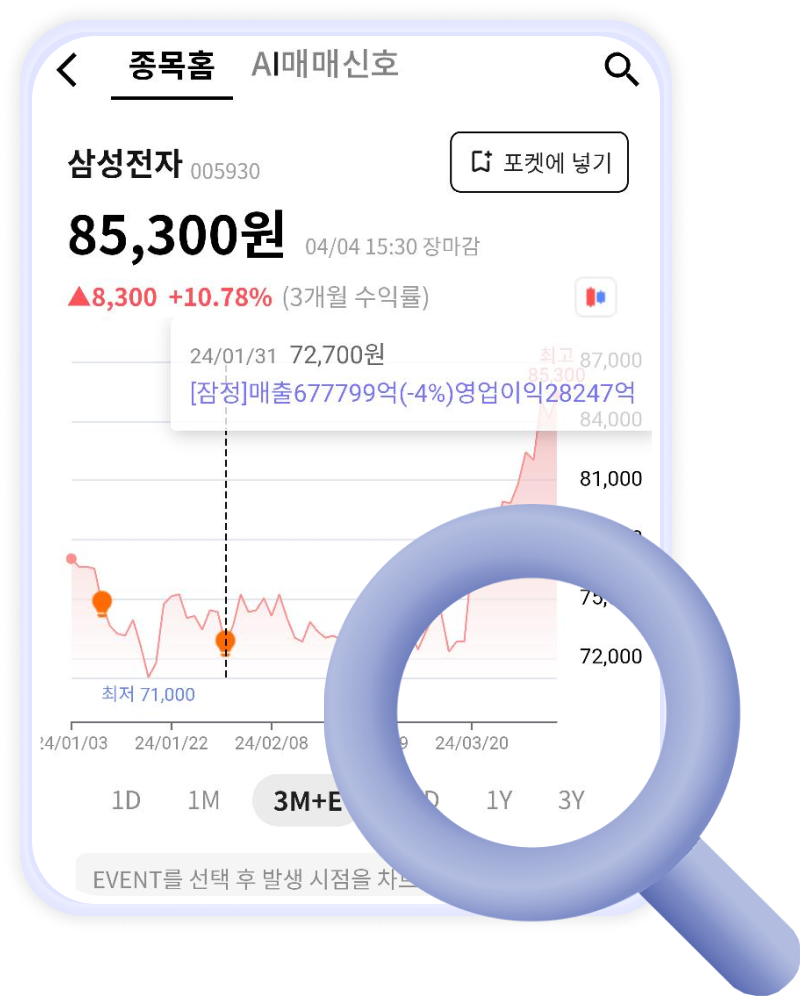 종목홈 AI매매신호
삼성전자 005930
포켓에 넣기
85,300원 04/04 15:30 장마감
▲8,300 +10.78% (3개월 수익률)
24/01/31 72,700원
[잠정]매출677799억(-4%)영업이익28247억
최고
85,300
87,000
84,000
81,000
75,
72,000
최저 71,000
24/01/03 24/01/22 24/02/08 24/03/20
1D 1M 3M+E 1Y 3Y
EVENT를 선택 후 발생 시점을